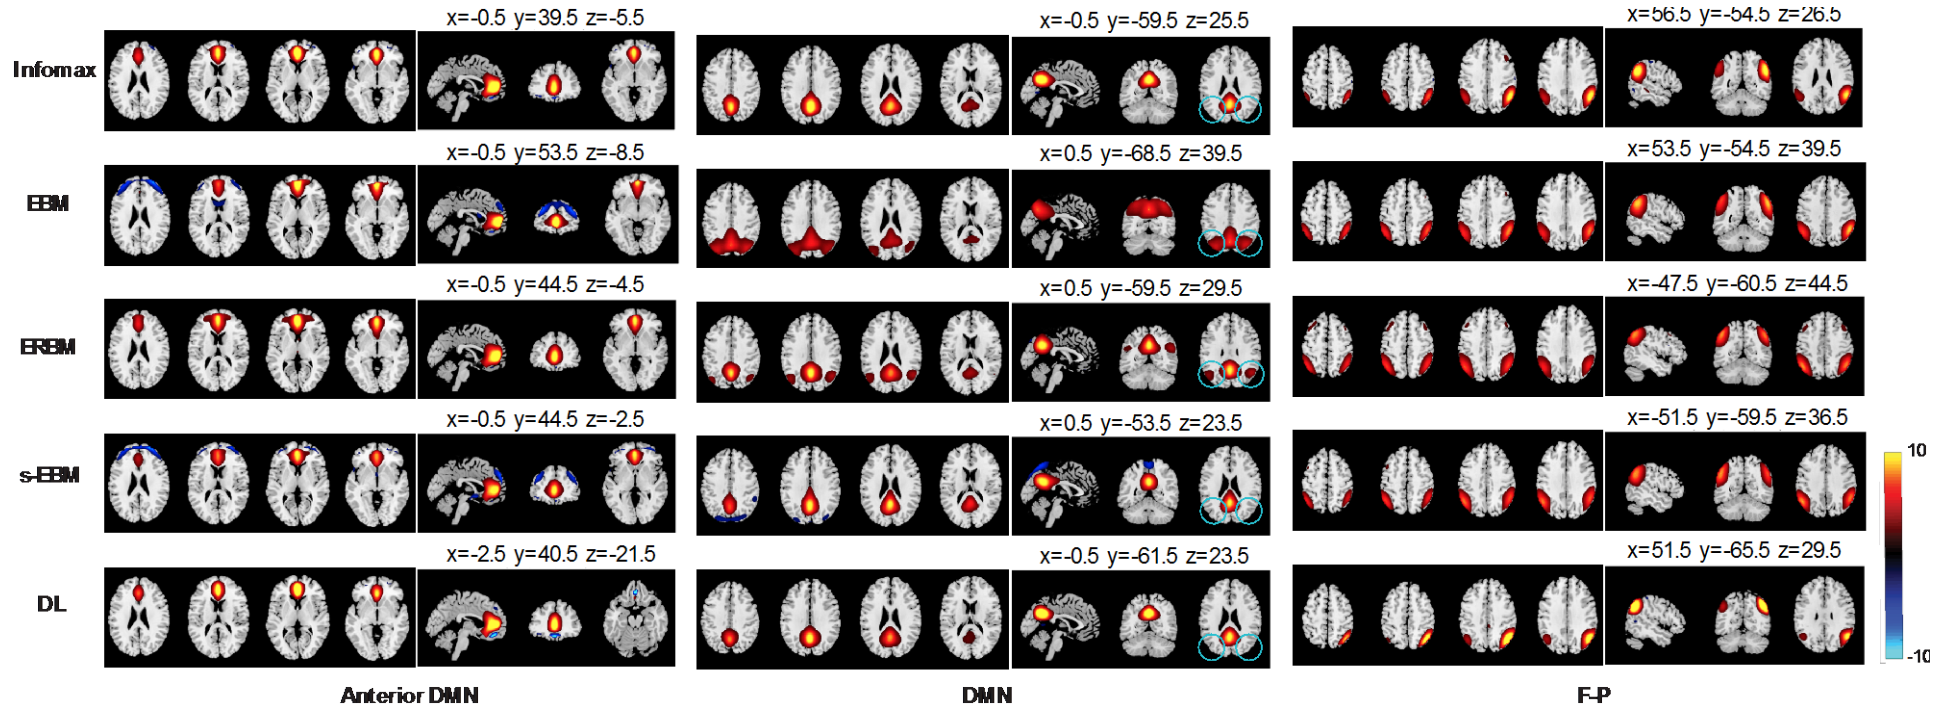 x=-0.5 y=39.5 z=-5.5
x=-0.5 y=-59.5 z=25.5
x=56.5 y=-54.5 z=26.5
Infomax
x=-0.5 y=53.5 z=-8.5
x=0.5 y=-68.5 z=39.5
x=53.5 y=-54.5 z=39.5
EBM
x=-0.5 y=44.5 z=-4.5
x=0.5 y=-59.5 z=29.5
x=-47.5 y=-60.5 z=44.5
ERBM
x=-0.5 y=44.5 z=-2.5
x=0.5 y=-53.5 z=23.5
x=-51.5 y=-59.5 z=36.5
s-EBM
10
x=-2.5 y=40.5 z=-21.5
x=-0.5 y=-61.5 z=23.5
x=51.5 y=-65.5 z=29.5
DL
-10
Anterior DMN
DMN
F-P